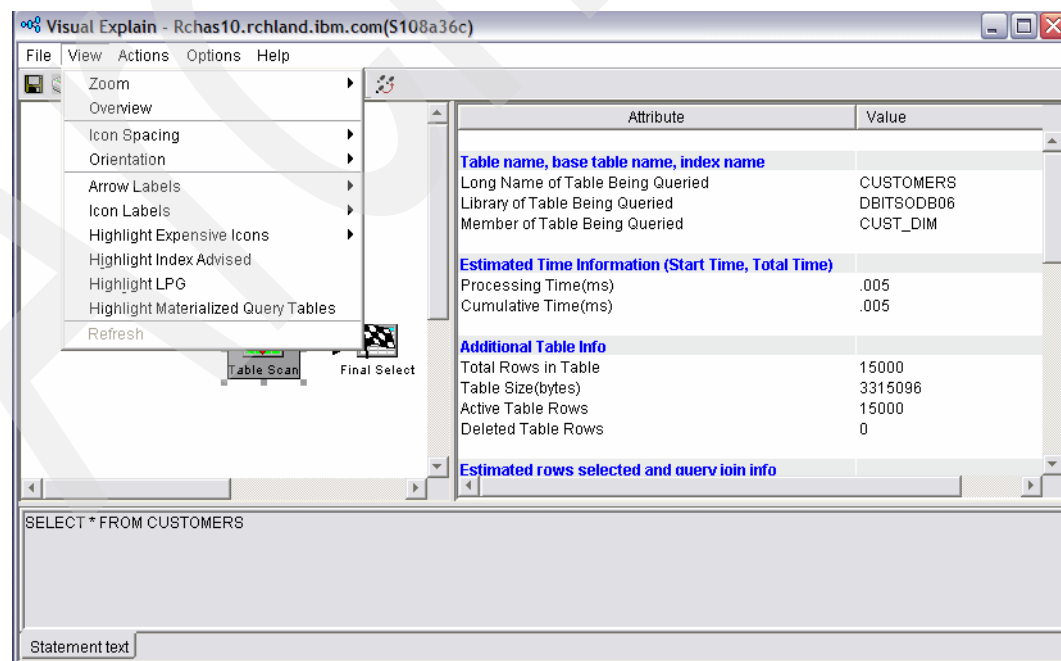 Visual Explain - Rchas10.rchland.ibm.com(S108a36c)
File View Actions Options Help
Zoom
Overview
Icon Spacing
Orientation
Arrow Labels
Icon Labels
Highlight Expensive Icons
Highlight Index Advised
Highlight LPG
Highlight Materialized Query Tables
Refresh
Table Scan
Final Select
Attribute Value
Table name, base table name, index name
Long Name of Table Being Queried CUSTOMERS
Library of Table Being Queried DBITSODB06
Member of Table Being Queried CUST_DIM
Estimated Time Information (Start Time, Total Time)
Processing Time(ms) .005
Cumulative Time(ms) .005
Additional Table Info
Total Rows in Table 15000
Table Size(bytes) 3315096
Active Table Rows 15000
Deleted Table Rows 0
Estimated rows selected and query join info
SELECT * FROM CUSTOMERS
Statement text